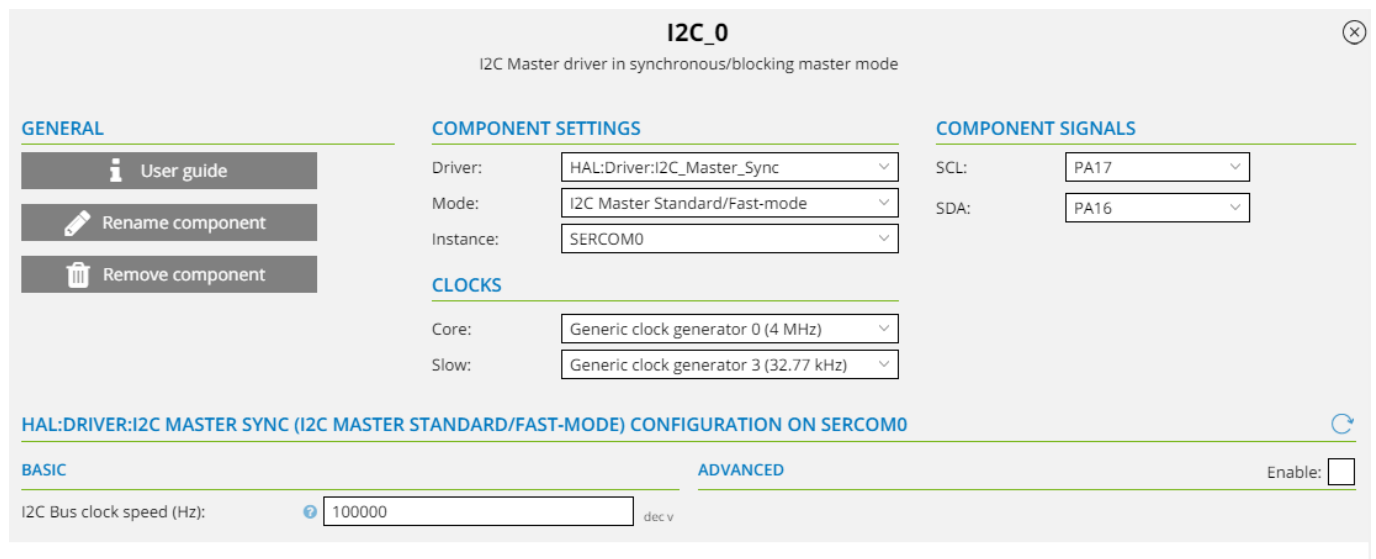 I2C_0
I2C Master driver in synchronous/blocking master mode
GENERAL
User guide
Rename component
Remove component
COMPONENT SETTINGS
Driver: HAL:Driver:I2C_Master_Sync
Mode: I2C Master Standard/Fast-mode
Instance: SERCOM0
CLOCKS
Core: Generic clock generator 0 (4 MHz)
Slow: Generic clock generator 3 (32.77 kHz)
COMPONENT SIGNALS
SCL: PA17
SDA: PA16
HAL:DRIVER:I2C MASTER SYNC (I2C MASTER STANDARD/FAST-MODE) CONFIGURATION ON SERCOM0
BASIC
I2C Bus clock speed (Hz): ? 100000 dec v
ADVANCED Enable: